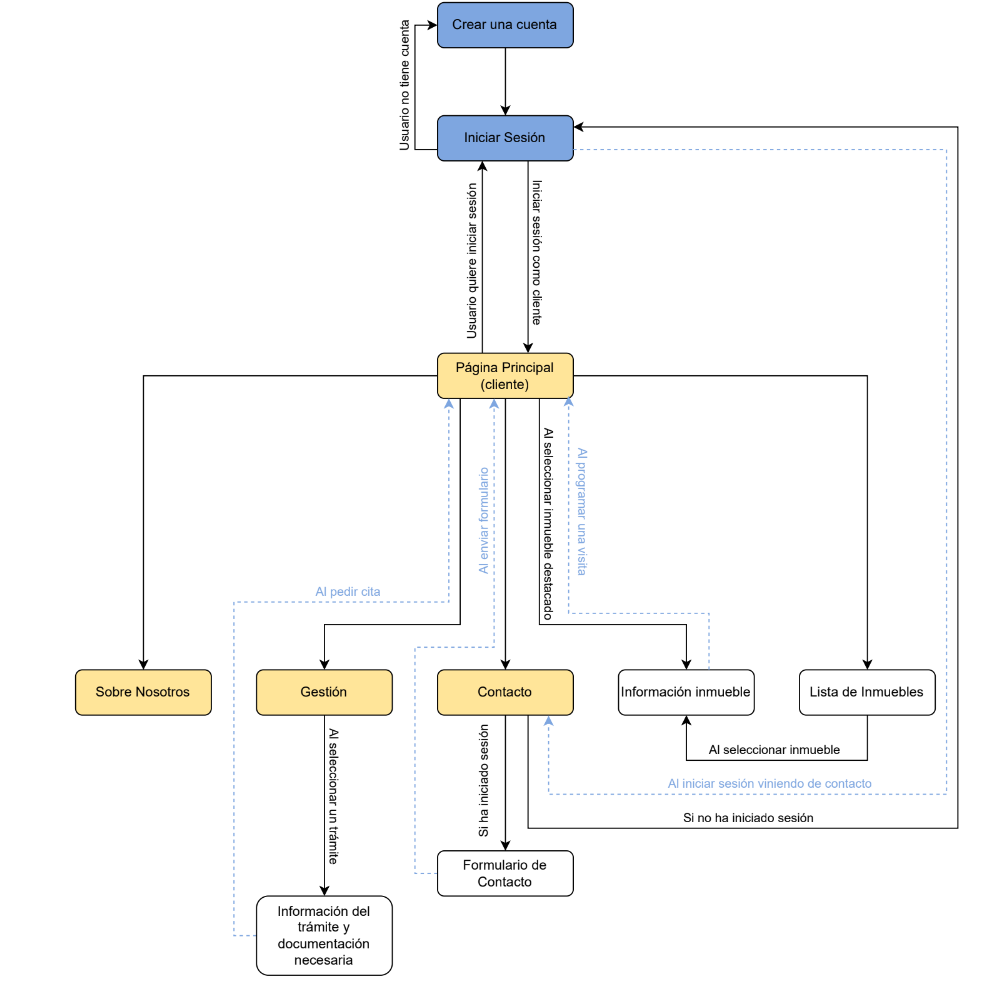 Crear una cuenta
Usuario no tiene cuenta
Iniciar Sesión
Usuario quiere iniciar sesión
Iniciar sesión como cliente
Página Principal
(cliente)
Al seleccionar inmueble destacado
Al programar una visita
Al enviar formulario
Al pedir cita
Sobre Nosotros
Gestión
Contacto
Información inmueble
Lista de Inmuebles
Al seleccionar un trámite
Si ha iniciado sesión
Al seleccionar inmueble
Al iniciar sesión viniendo de contacto
Si no ha iniciado sesión
Formulario de
Contacto
Información del
trámite y
documentación
necesaria